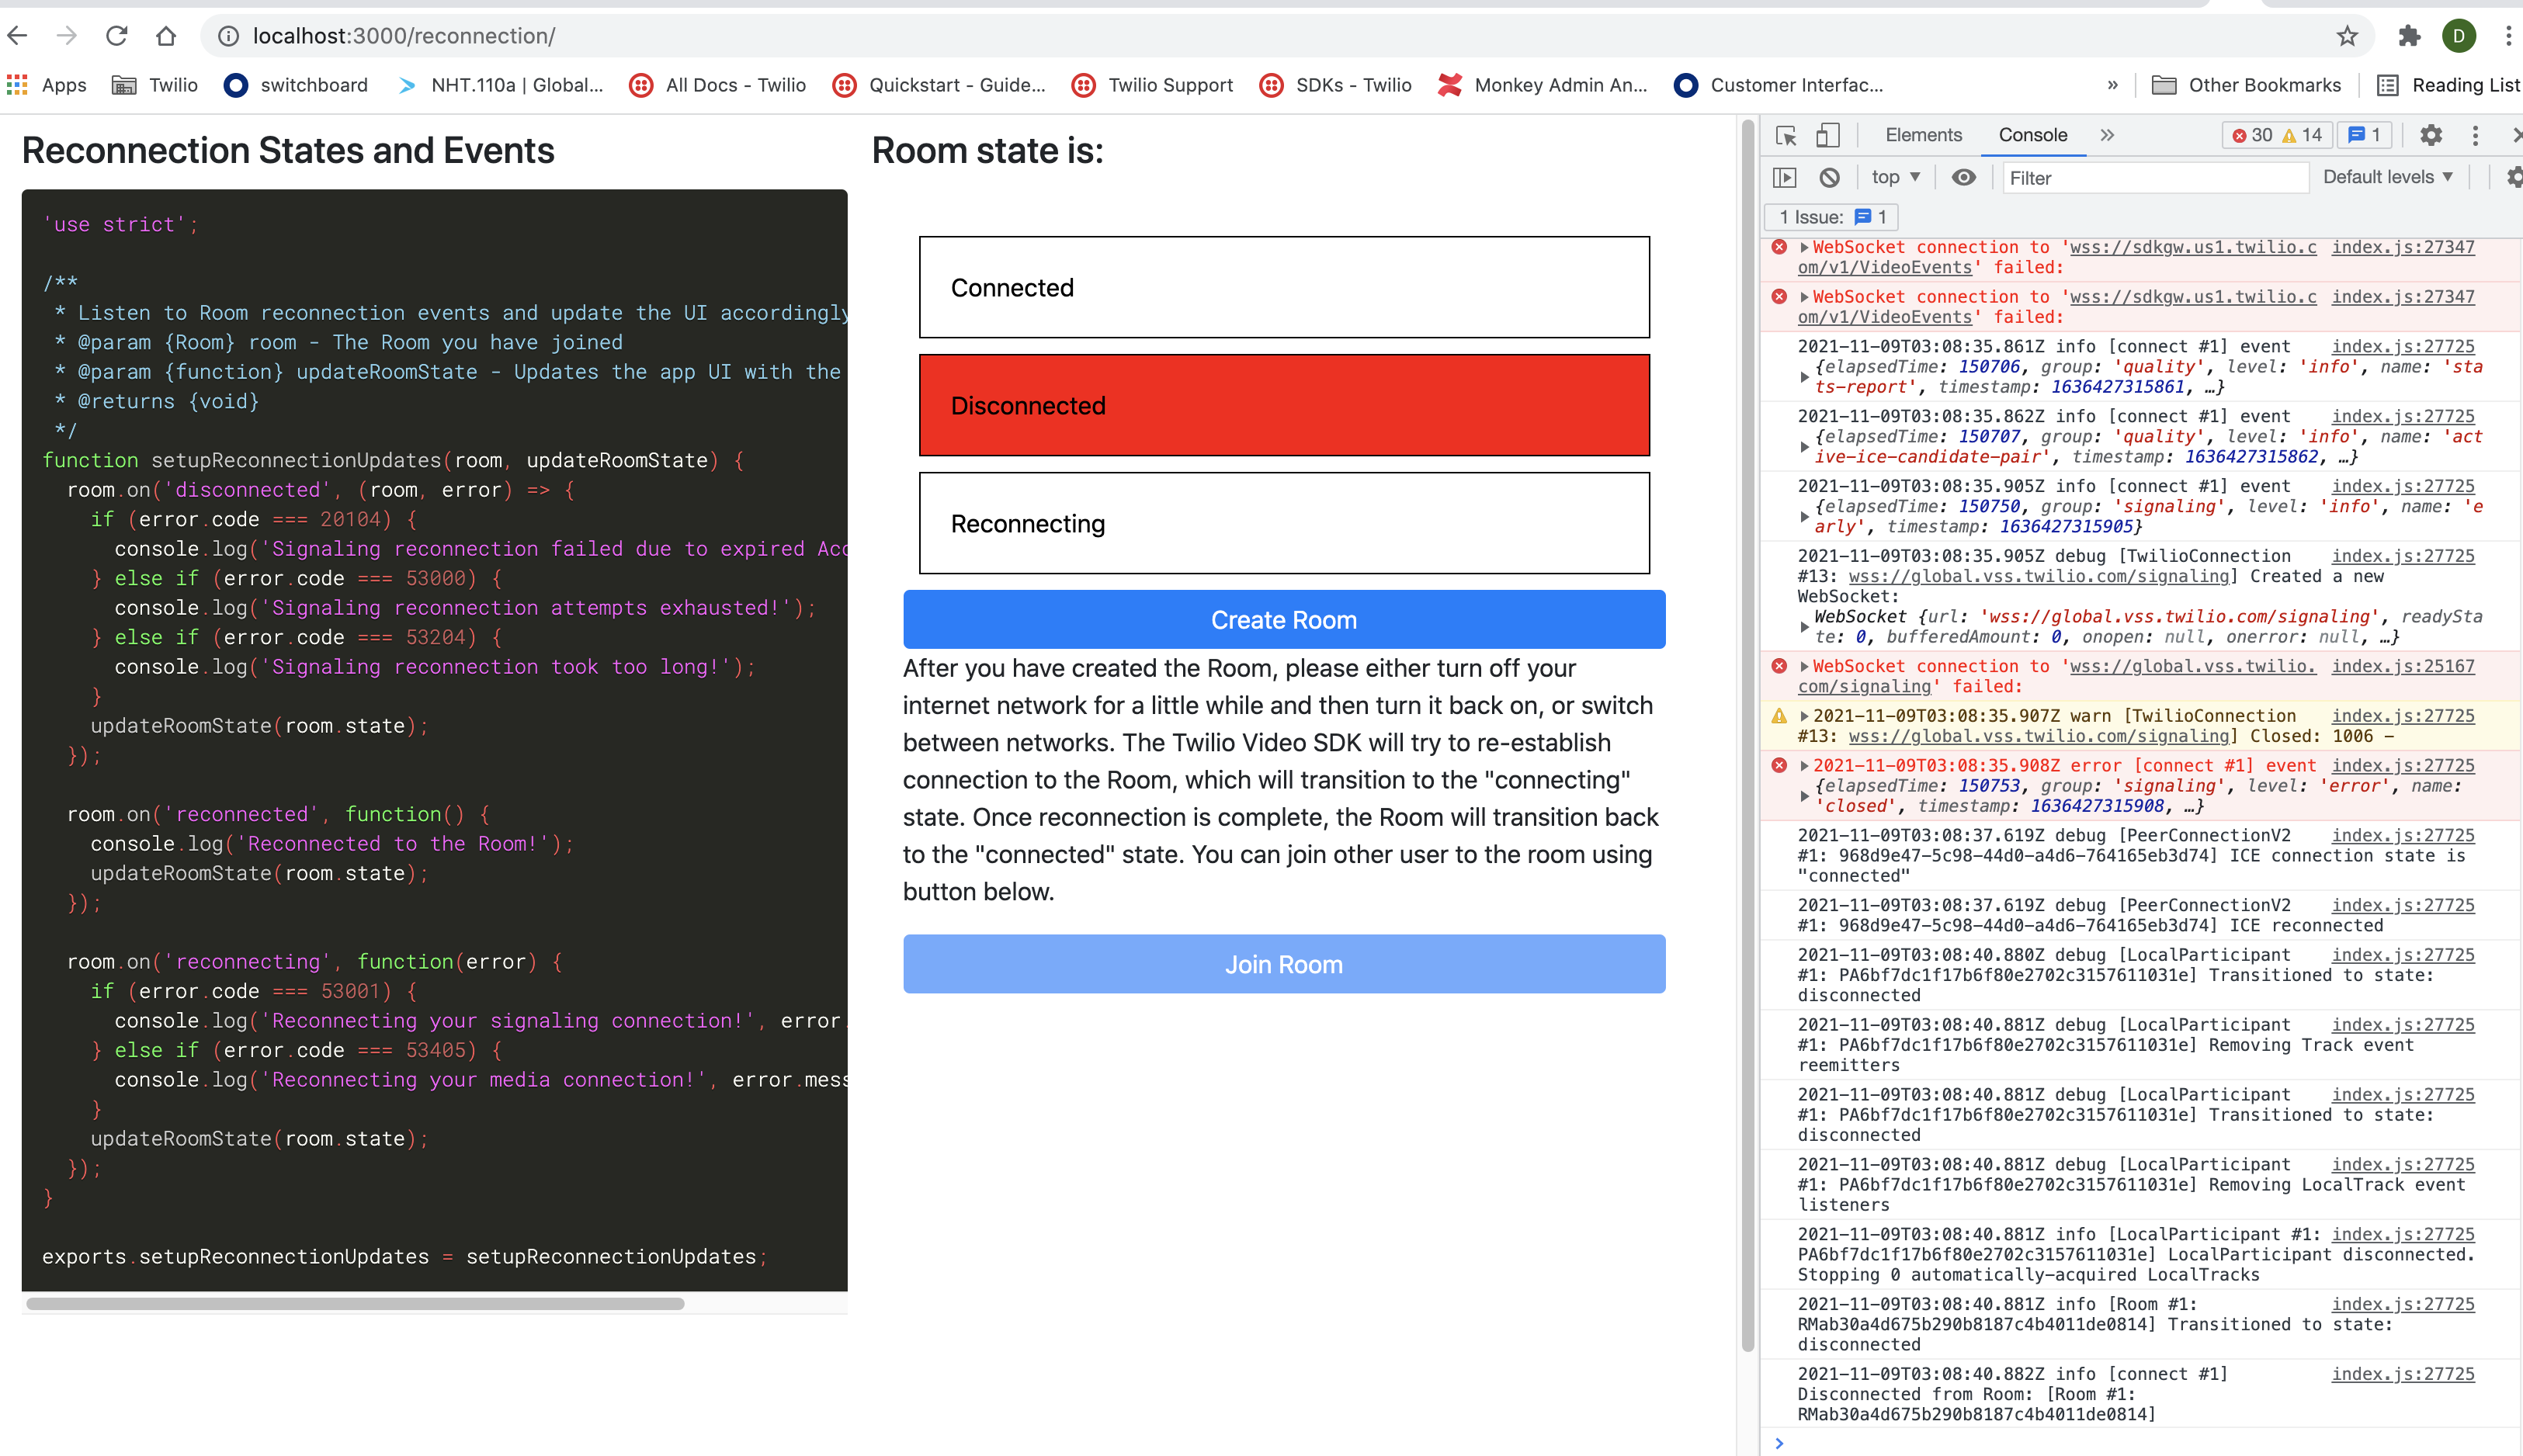 localhost:3000/reconnection/
D
Apps Twilio switchboard NHT.110a | Global... All Docs - Twilio Quickstart - Guide... Twilio Support SDKs - Twilio Monkey Admin An... Customer Interfac... » Other Bookmarks Reading List
Reconnection States and Events
'use strict';
/**
* Listen to Room reconnection events and update the UI accordingly
* @param {Room} room - The Room you have joined
* @param {function} updateRoomState - Updates the app UI with the
* @returns {void}
*/
function setupReconnectionUpdates(room, updateRoomState) {
room.on('disconnected', (room, error) => {
if (error.code === 20104) {
console.log('Signaling reconnection failed due to expired Acc
} else if (error.code === 53000) {
console.log('Signaling reconnection attempts exhausted!');
} else if (error.code === 53204) {
console.log('Signaling reconnection took too long!');
}
updateRoomState(room.state);
});
room.on('reconnected', function() {
console.log('Reconnected to the Room!');
updateRoomState(room.state);
});
room.on('reconnecting', function(error) {
if (error.code === 53001) {
console.log('Reconnecting your signaling connection!', error.
} else if (error.code === 53405) {
console.log('Reconnecting your media connection!', error.mess
}
updateRoomState(room.state);
});
}
exports.setupReconnectionUpdates = setupReconnectionUpdates;
Room state is:
Connected
Disconnected
Reconnecting
Create Room
After you have created the Room, please either turn off your
internet network for a little while and then turn it back on, or switch
between networks. The Twilio Video SDK will try to re-establish
connection to the Room, which will transition to the "connecting"
state. Once reconnection is complete, the Room will transition back
to the "connected" state. You can join other user to the room using
button below.
Join Room
Elements Console » 30 14 1
top Filter Default levels
1 Issue: 1
WebSocket connection to 'wss://sdkgw.us1.twilio.c index.js:27347
om/v1/VideoEvents' failed:
WebSocket connection to 'wss://sdkgw.us1.twilio.c index.js:27347
om/v1/VideoEvents' failed:
2021-11-09T03:08:35.861Z info [connect #1] event index.js:27725
{elapsedTime: 150706, group: 'quality', level: 'info', name: 'sta
ts-report', timestamp: 1636427315861, …}
2021-11-09T03:08:35.862Z info [connect #1] event index.js:27725
{elapsedTime: 150707, group: 'quality', level: 'info', name: 'act
ive-ice-candidate-pair', timestamp: 1636427315862, …}
2021-11-09T03:08:35.905Z info [connect #1] event index.js:27725
{elapsedTime: 150750, group: 'signaling', level: 'info', name: 'e
arly', timestamp: 1636427315905}
2021-11-09T03:08:35.905Z debug [TwilioConnection index.js:27725
#13: wss://global.vss.twilio.com/signaling] Created a new
WebSocket:
WebSocket {url: 'wss://global.vss.twilio.com/signaling', readySta
te: 0, bufferedAmount: 0, onopen: null, onerror: null, …}
WebSocket connection to 'wss://global.vss.twilio. index.js:25167
com/signaling' failed:
2021-11-09T03:08:35.907Z warn [TwilioConnection index.js:27725
#13: wss://global.vss.twilio.com/signaling] Closed: 1006 –
2021-11-09T03:08:35.908Z error [connect #1] event index.js:27725
{elapsedTime: 150753, group: 'signaling', level: 'error', name:
'closed', timestamp: 1636427315908, …}
2021-11-09T03:08:37.619Z debug [PeerConnectionV2 index.js:27725
#1: 968d9e47-5c98-44d0-a4d6-764165eb3d74] ICE connection state is
"connected"
2021-11-09T03:08:37.619Z debug [PeerConnectionV2 index.js:27725
#1: 968d9e47-5c98-44d0-a4d6-764165eb3d74] ICE reconnected
2021-11-09T03:08:40.880Z debug [LocalParticipant index.js:27725
#1: PA6bf7dc1f17b6f80e2702c3157611031e] Transitioned to state:
disconnected
2021-11-09T03:08:40.881Z debug [LocalParticipant index.js:27725
#1: PA6bf7dc1f17b6f80e2702c3157611031e] Removing Track event
reemitters
2021-11-09T03:08:40.881Z debug [LocalParticipant index.js:27725
#1: PA6bf7dc1f17b6f80e2702c3157611031e] Transitioned to state:
disconnected
2021-11-09T03:08:40.881Z debug [LocalParticipant index.js:27725
#1: PA6bf7dc1f17b6f80e2702c3157611031e] Removing LocalTrack event
listeners
2021-11-09T03:08:40.881Z info [LocalParticipant #1: index.js:27725
PA6bf7dc1f17b6f80e2702c3157611031e] LocalParticipant disconnected.
Stopping 0 automatically-acquired LocalTracks
2021-11-09T03:08:40.881Z info [Room #1: index.js:27725
RMab30a4d675b290b8187c4b4011de0814] Transitioned to state:
disconnected
2021-11-09T03:08:40.882Z info [connect #1] index.js:27725
Disconnected from Room: [Room #1:
RMab30a4d675b290b8187c4b4011de0814]